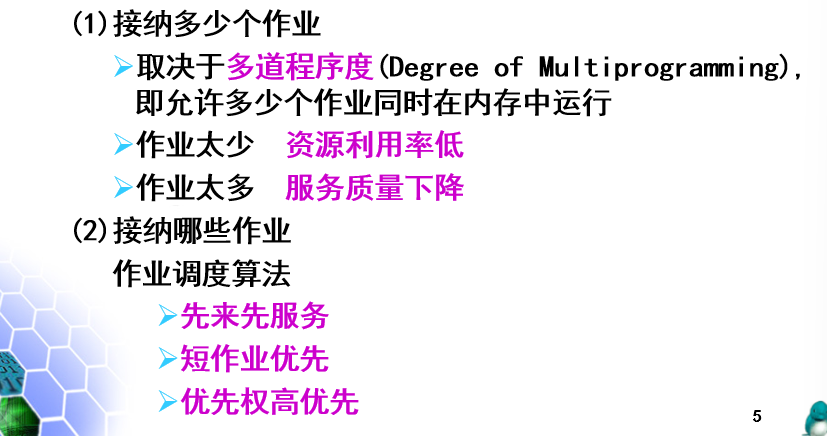 (1)接纳多少个作业
取决于多道程序度(Degree of Multiprogramming),
即允许多少个作业同时在内存中运行
作业太少 资源利用率低
作业太多 服务质量下降
(2)接纳哪些作业
作业调度算法
先来先服务
短作业优先
优先权高优先
5